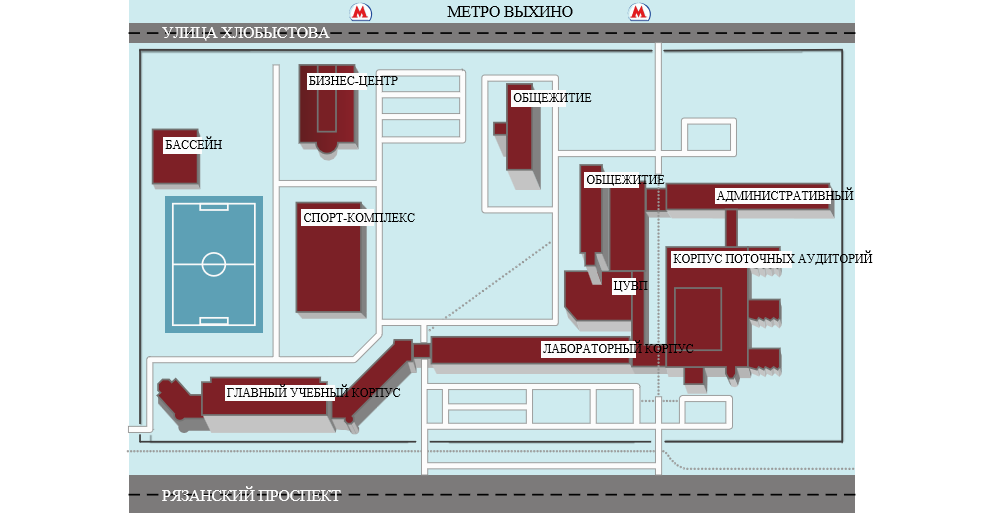 МЕТРО ВЫХИНО
УЛИЦА ХЛОБЫСТОВА
БИЗНЕС-ЦЕНТР
ОБЩЕЖИТИЕ
БАССЕЙН
ОБЩЕЖИТИЕ
АДМИНИСТРАТИВНЫЙ
СПОРТ-КОМПЛЕКС
КОРПУС ПОТОЧНЫХ АУДИТОРИЙ
ЦУВП
ЛАБОРАТОРНЫЙ КОРПУС
ГЛАВНЫЙ УЧЕБНЫЙ КОРПУС
РЯЗАНСКИЙ ПРОСПЕКТ